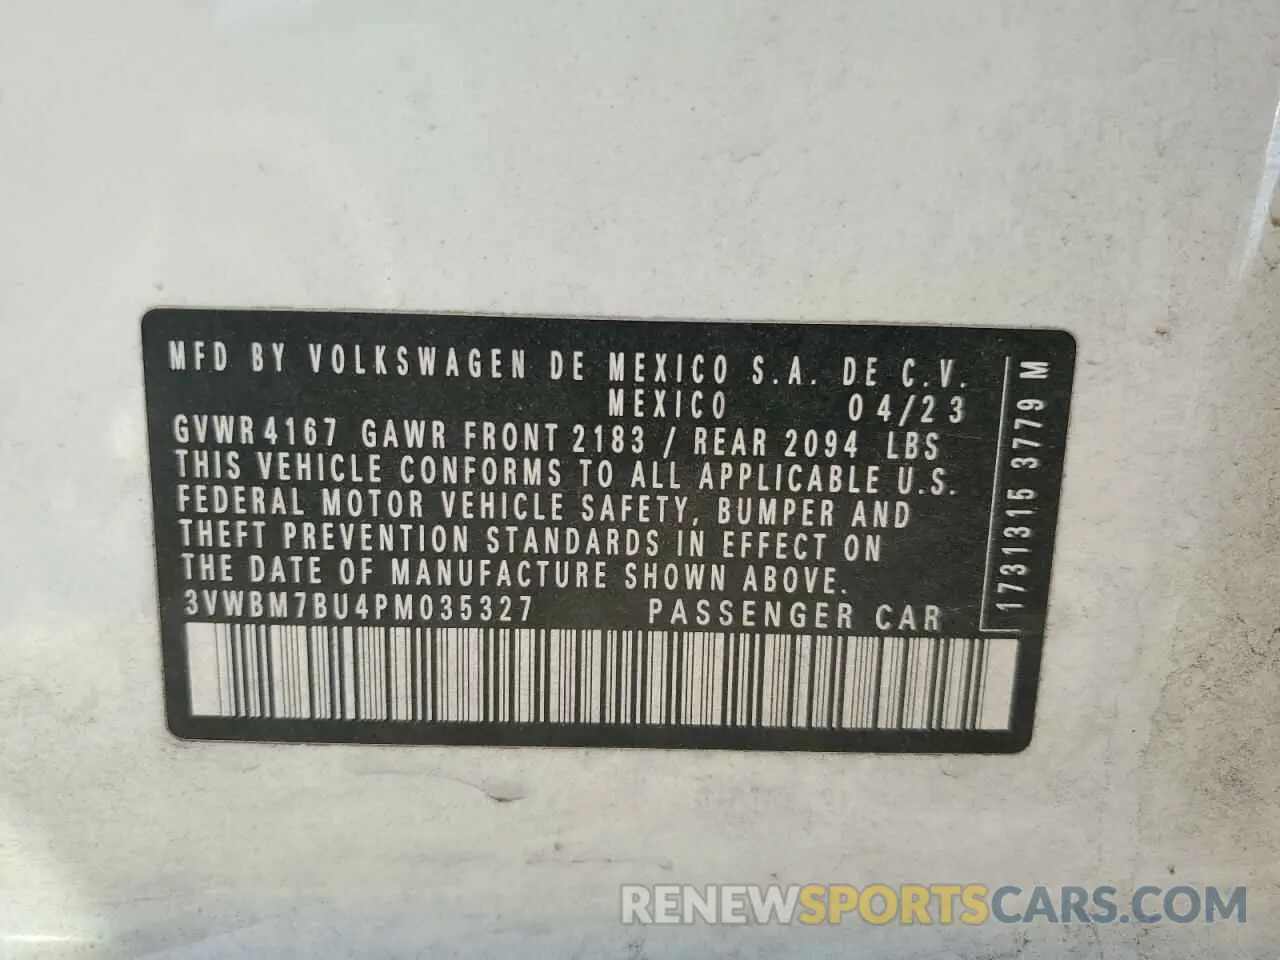 MFD BY VOLKSWAGEN DE MEXICO S.A. DE C.V.
MEXICO 04/23
GVWR 4167 GAWR FRONT 2183 / REAR 2094 LBS
THIS VEHICLE CONFORMS TO ALL APPLICABLE U.S.
FEDERAL MOTOR VEHICLE SAFETY, BUMPER AND
THEFT PREVENTION STANDARDS IN EFFECT ON
THE DATE OF MANUFACTURE SHOWN ABOVE.
3VWBM7BU4PM035327 PASSENGER CAR
1731315 3779 M
RENEWSPORTSCARS.COM